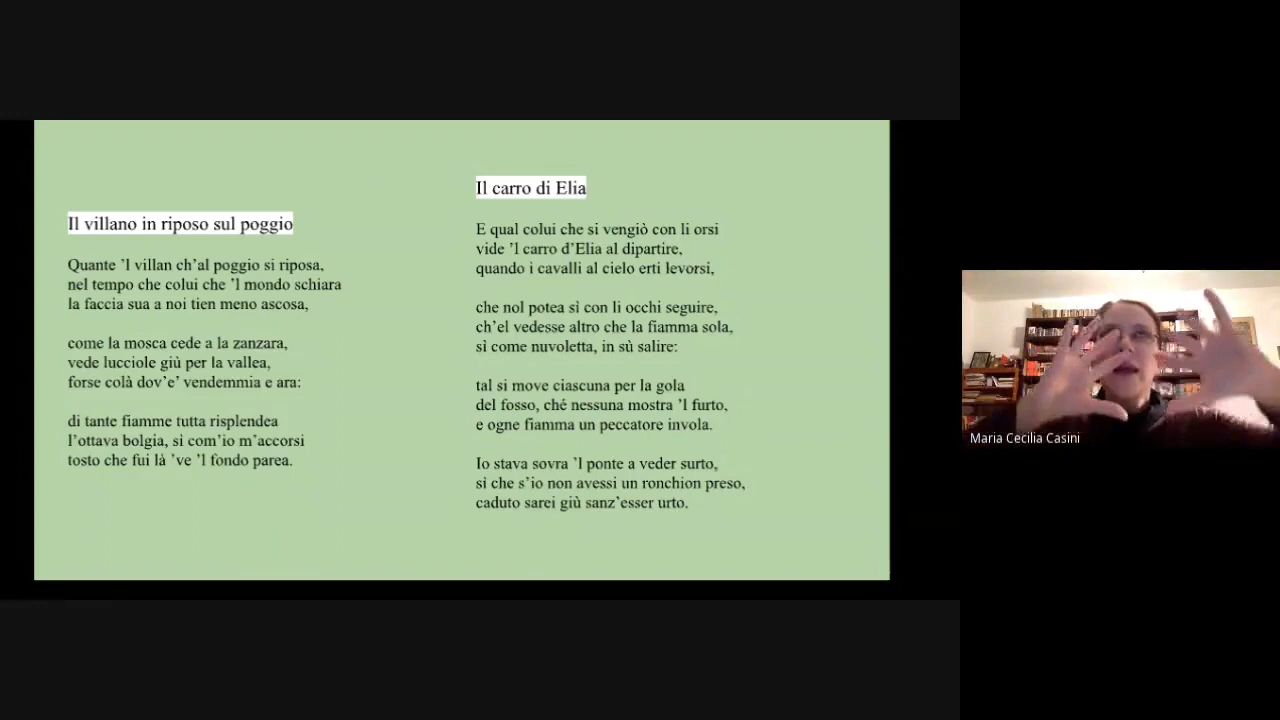 Il villano in riposo sul poggio
Quante ’l villan ch’al poggio si riposa,
nel tempo che colui che ’l mondo schiara
la faccia sua a noi tien meno ascosa,
come la mosca cede a la zanzara,
vede lucciole giù per la vallea,
forse colà dov’e’ vendemmia e ara:
di tante fiamme tutta risplendea
l’ottava bolgia, sì com’io m’accorsi
tosto che fui là ’ve ’l fondo parea.
Il carro di Elia
E qual colui che si vengiò con li orsi
vide ’l carro d’Elia al dipartire,
quando i cavalli al cielo erti levorsi,
che nol potea sì con li occhi seguire,
ch’el vedesse altro che la fiamma sola,
sì come nuvoletta, in sù salire:
tal si move ciascuna per la gola
del fosso, ché nessuna mostra ’l furto,
e ogne fiamma un peccatore invola.
Io stava sovra ’l ponte a veder surto,
sì che s’io non avessi un ronchion preso,
caduto sarei giù sanz’esser urto.
Maria Cecilia Casini